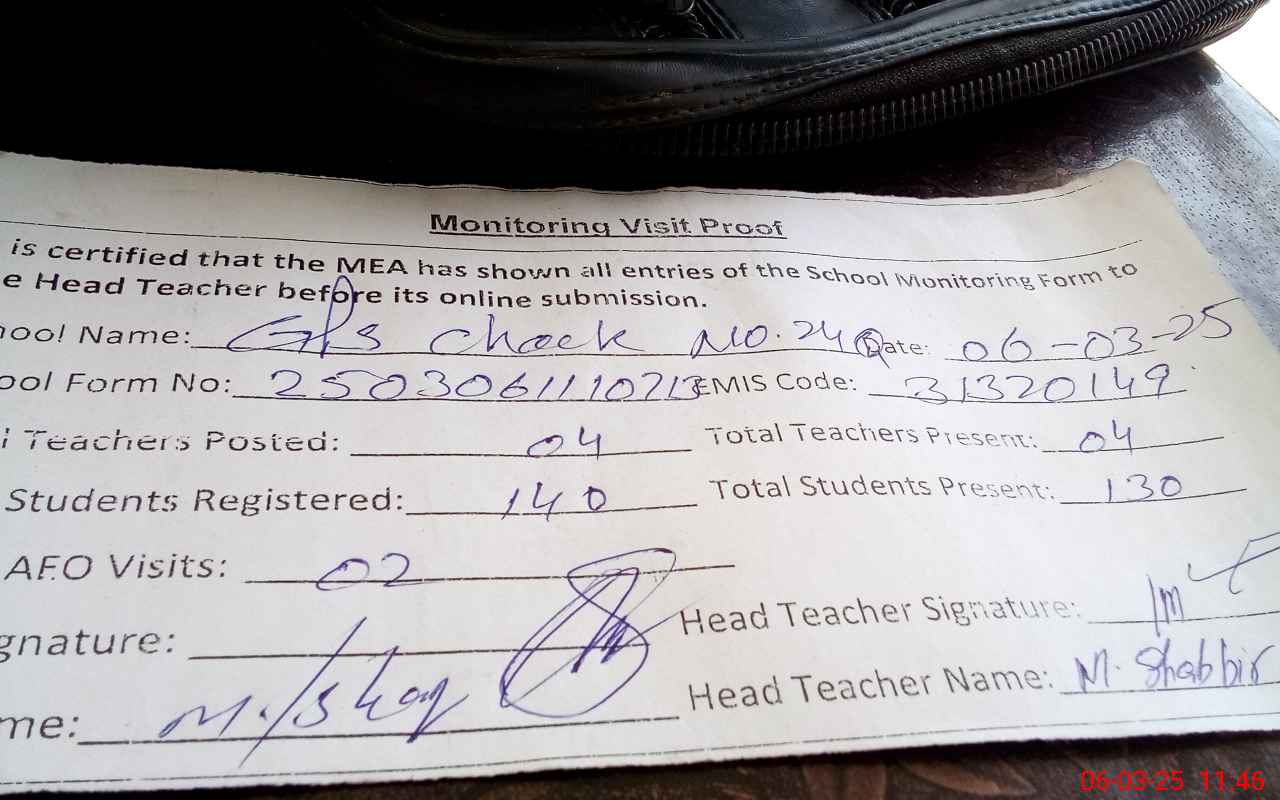 Monitoring Visit Proof
is certified that the MEA has shown all entries of the School Monitoring Form to
e Head Teacher before its online submission.
hool Name: GPS Chack No. 24 Date: 06-03-25
ool Form No: EMIS Code: 31320149
l Teachers Posted: 04 Total Teachers Present: 04
Students Registered: 140 Total Students Present: 130
AEO Visits: 02
gnature: Head Teacher Signature:
me: M. Ishaq Head Teacher Name: M. Shabbir
06-03-25 11:46